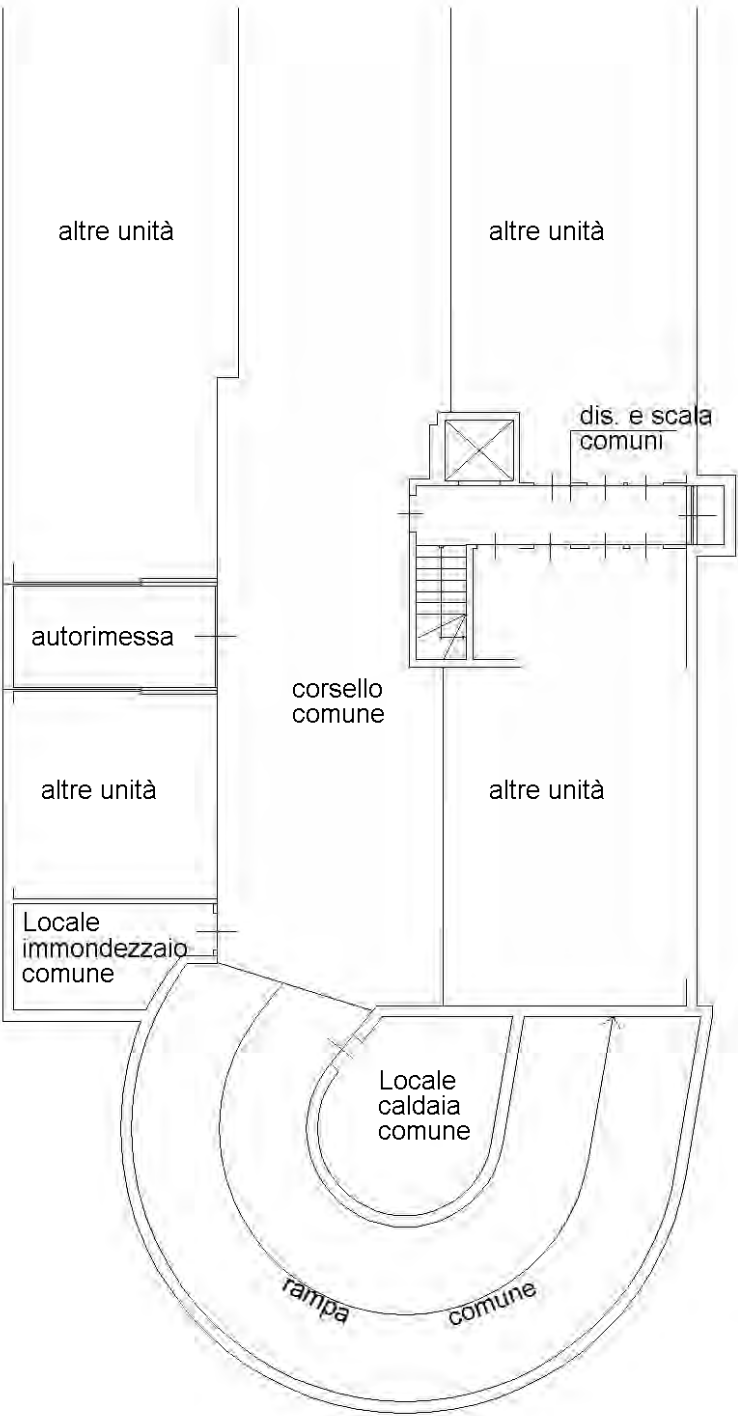 altre unità
altre unità
dis. e scala
comuni
autorimessa
corsello
comune
altre unità
altre unità
Locale
immondezzaio
comune
Locale
caldaia
comune
rampa
comune